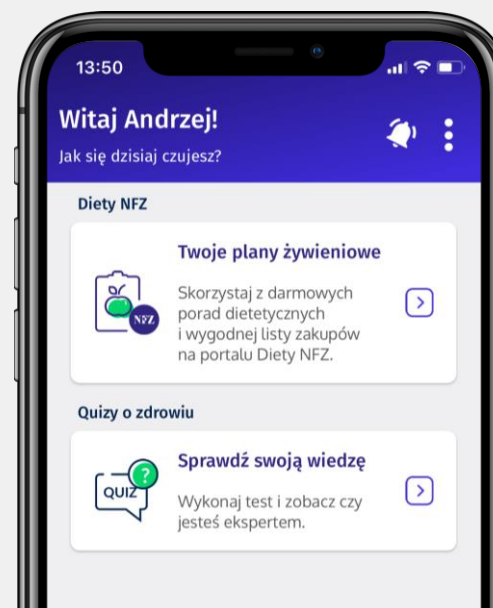 13:50
Witaj Andrzej!
Jak się dzisiaj czujesz?
Diety NFZ
Twoje plany żywieniowe
Skorzystaj z darmowych
porad dietetycznych
i wygodnej listy zakupów
na portalu Diety NFZ.
NFZ
Quizy o zdrowiu
Sprawdź swoją wiedzę
Wykonaj test i zobacz czy
jesteś ekspertem.
QUIZ
?